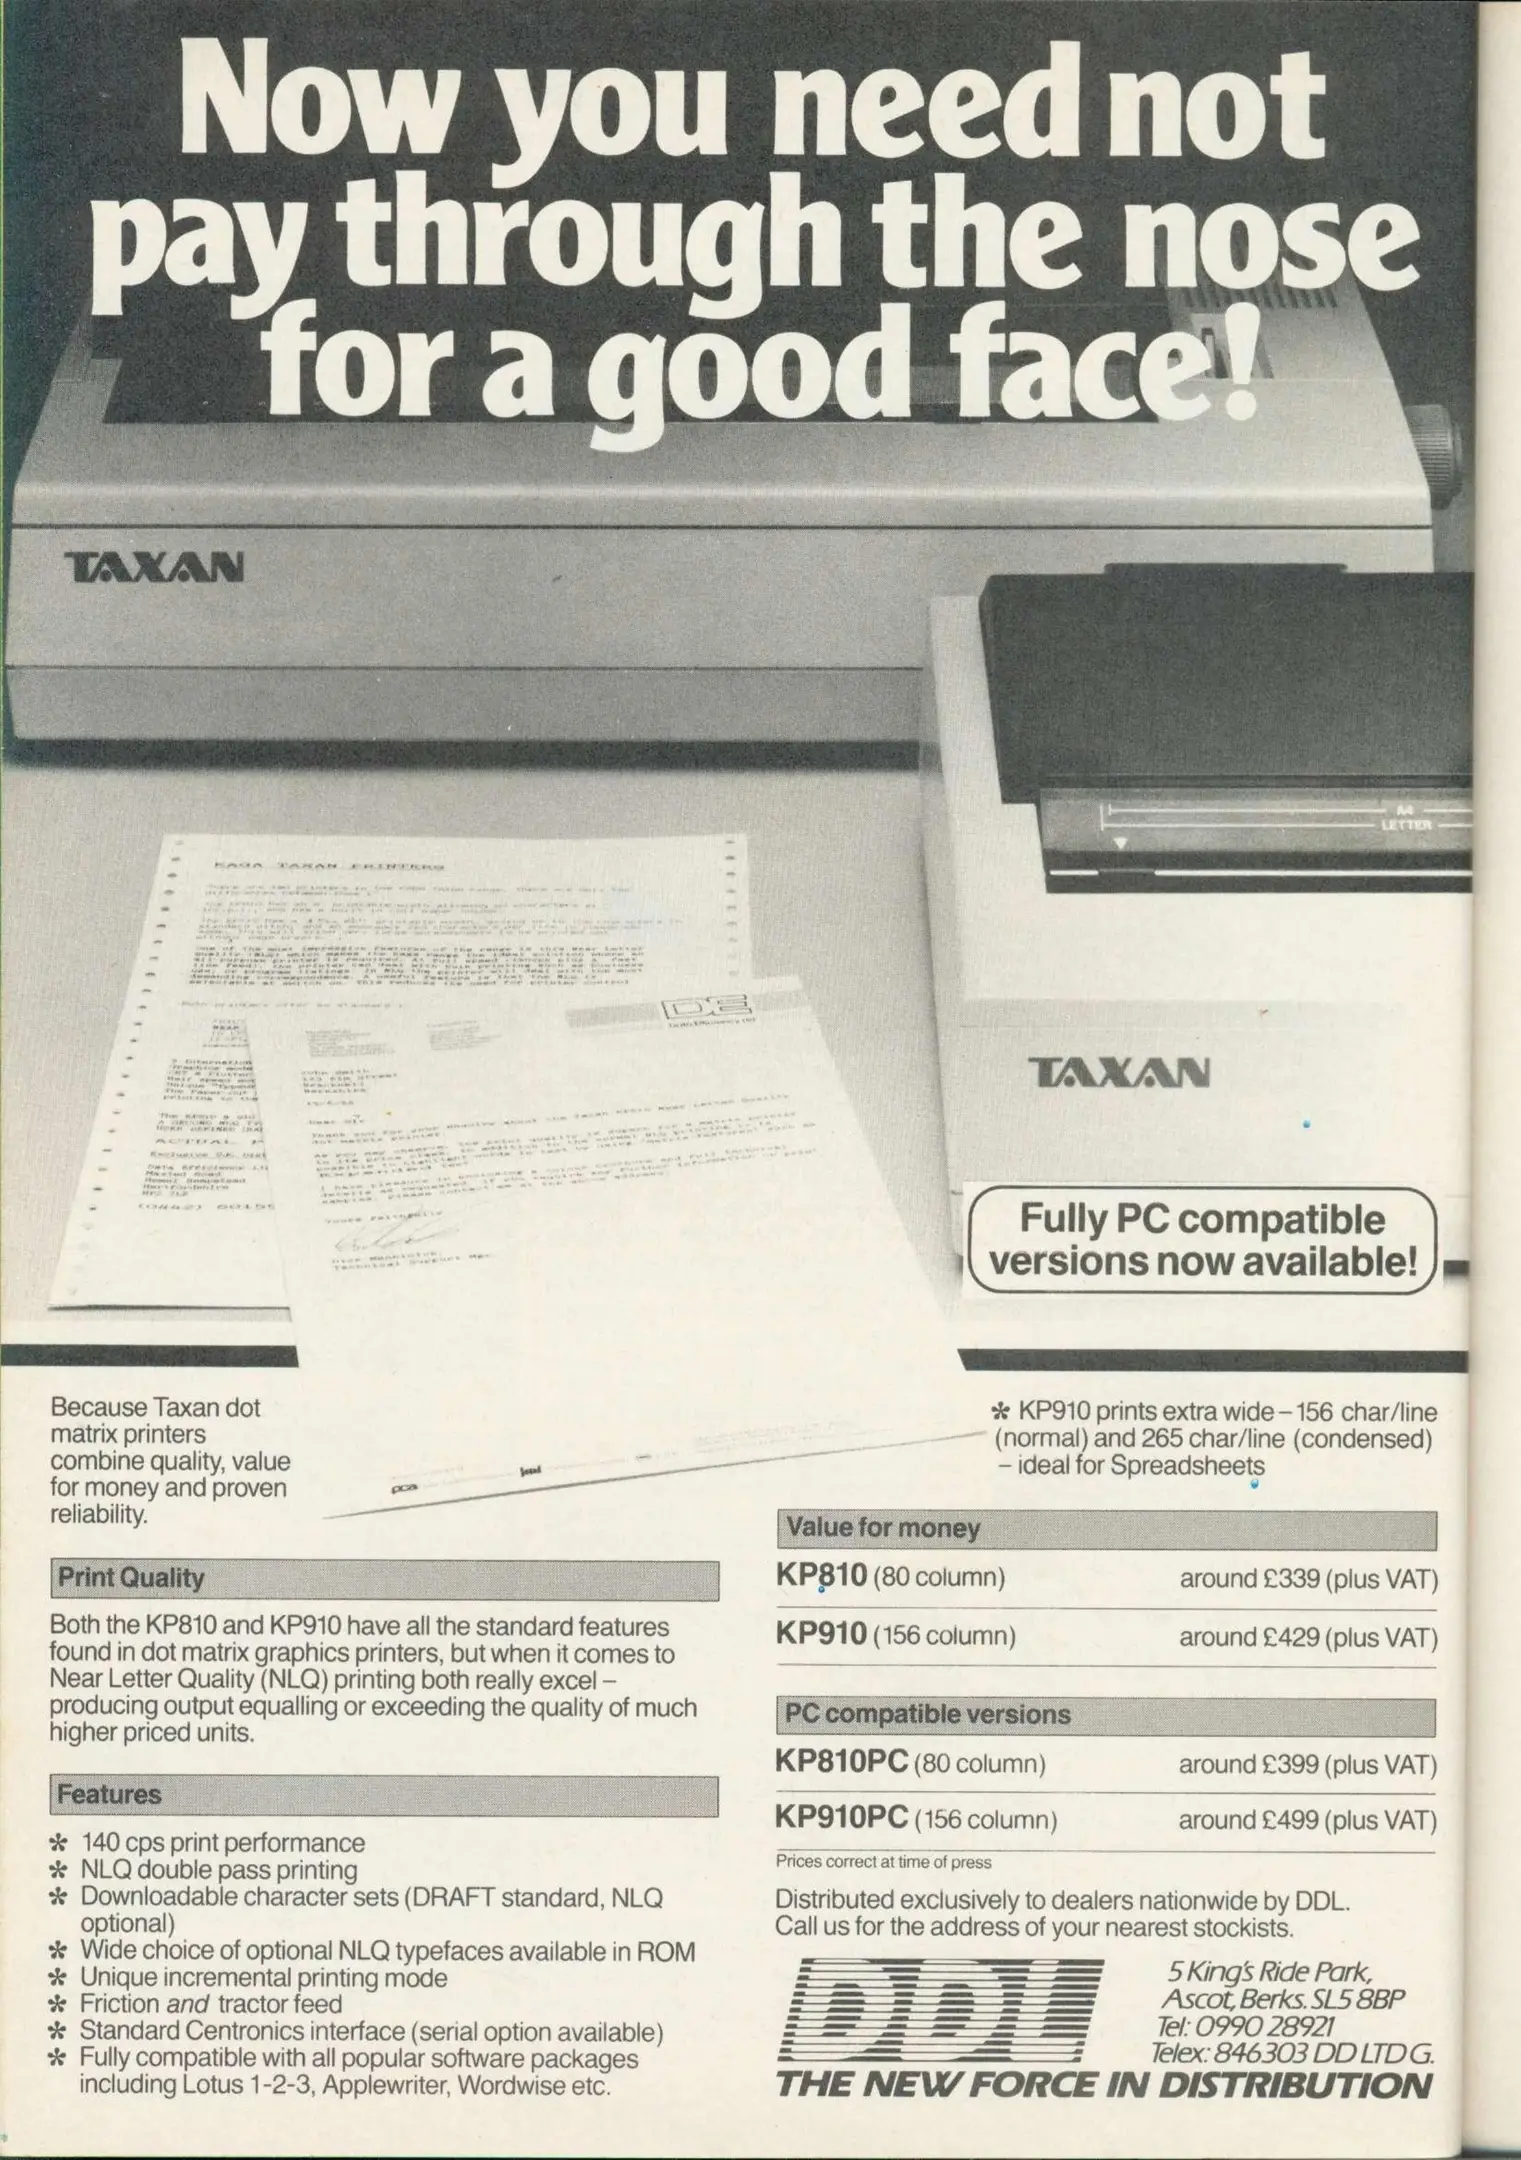 Now you need not
pay through the nose
for a good face!
TAXAN
A4
LETTER
KAGA TAXAN PRINTERS
DE
TAXAN
Fully PC compatible
versions now available!
Because Taxan dot
matrix printers
combine quality, value
for money and proven
reliability.
Print Quality
Both the KP810 and KP910 have all the standard features
found in dot matrix graphics printers, but when it comes to
Near Letter Quality (NLQ) printing both really excel –
producing output equalling or exceeding the quality of much
higher priced units.
Features
* 140 cps print performance
* NLQ double pass printing
* Downloadable character sets (DRAFT standard, NLQ
optional)
* Wide choice of optional NLQ typefaces available in ROM
* Unique incremental printing mode
* Friction and tractor feed
* Standard Centronics interface (serial option available)
* Fully compatible with all popular software packages
including Lotus 1-2-3, Applewriter, Wordwise etc.
* KP910 prints extra wide – 156 char/line
(normal) and 265 char/line (condensed)
– ideal for Spreadsheets
Value for money
KP810 (80 column) around £339 (plus VAT)
KP910 (156 column) around £429 (plus VAT)
PC compatible versions
KP810PC (80 column) around £399 (plus VAT)
KP910PC (156 column) around £499 (plus VAT)
Prices correct at time of press
Distributed exclusively to dealers nationwide by DDL.
Call us for the address of your nearest stockists.
DDL
5 King's Ride Park,
Ascot, Berks. SL5 8BP
Tel: 0990 28921
Telex: 846303 DD LTD G.
THE NEW FORCE IN DISTRIBUTION